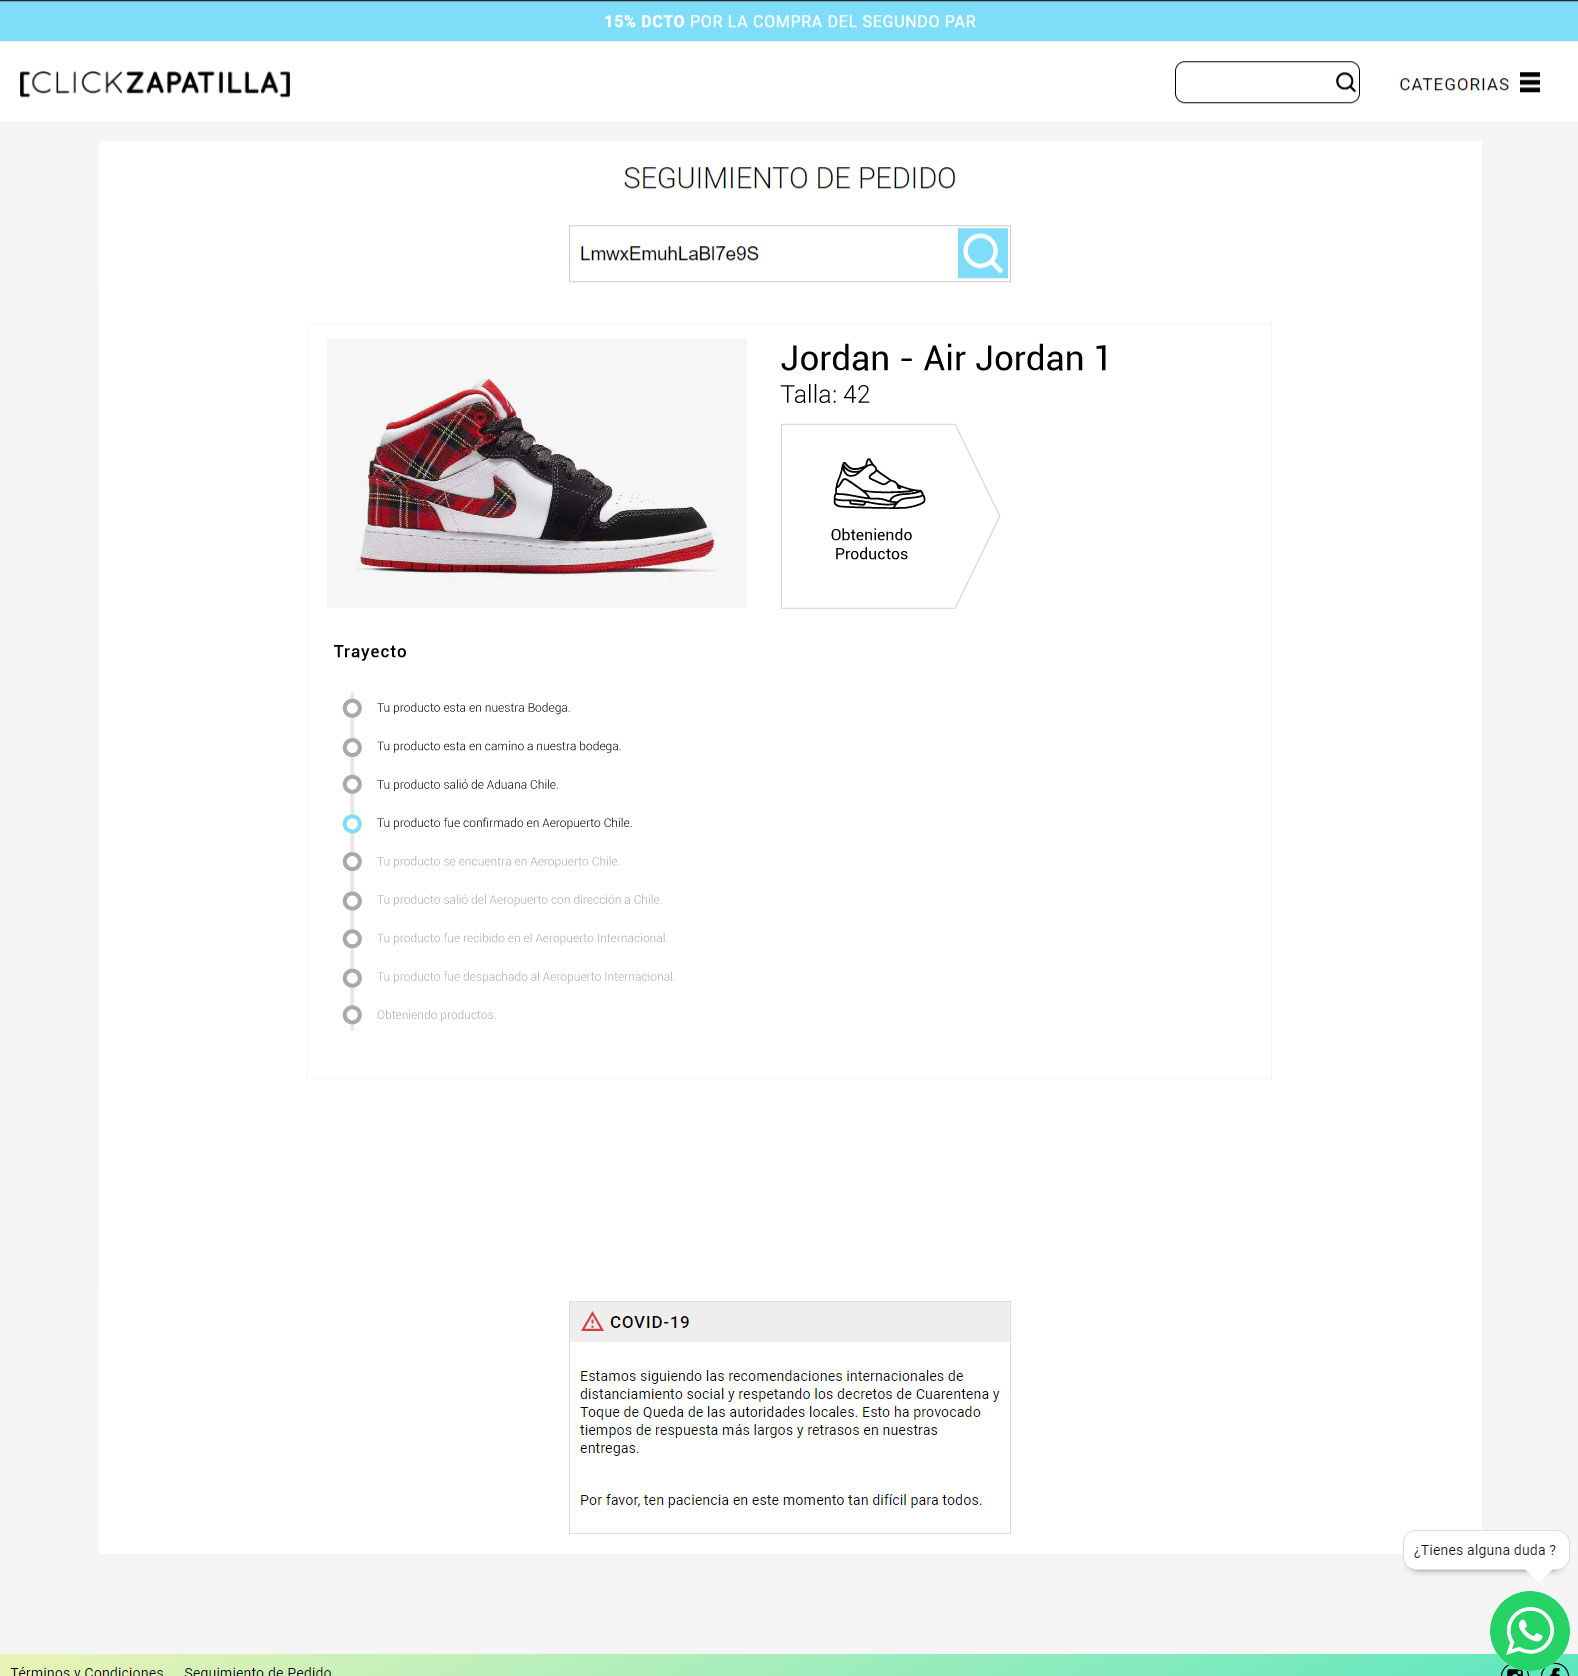 15% DCTO POR LA COMPRA DEL SEGUNDO PAR
[CLICKZAPATILLA]
CATEGORIAS
SEGUIMIENTO DE PEDIDO
LmwxEmuhLaBl7e9S
Jordan - Air Jordan 1
Talla: 42
Obteniendo
Productos
Trayecto
Tu producto esta en nuestra Bodega.
Tu producto esta en camino a nuestra bodega.
Tu producto salió de Aduana Chile.
Tu producto fue confirmado en Aeropuerto Chile.
Tu producto se encuentra en Aeropuerto Chile.
Tu producto salió del Aeropuerto con dirección a Chile.
Tu producto fue recibido en el Aeropuerto Internacional.
Tu producto fue despachado al Aeropuerto Internacional.
Obteniendo productos.
COVID-19
Estamos siguiendo las recomendaciones internacionales de
distanciamiento social y respetando los decretos de Cuarentena y
Toque de Queda de las autoridades locales. Esto ha provocado
tiempos de respuesta más largos y retrasos en nuestras
entregas.
Por favor, ten paciencia en este momento tan difícil para todos.
¿Tienes alguna duda ?
Términos y Condiciones Seguimiento de Pedido